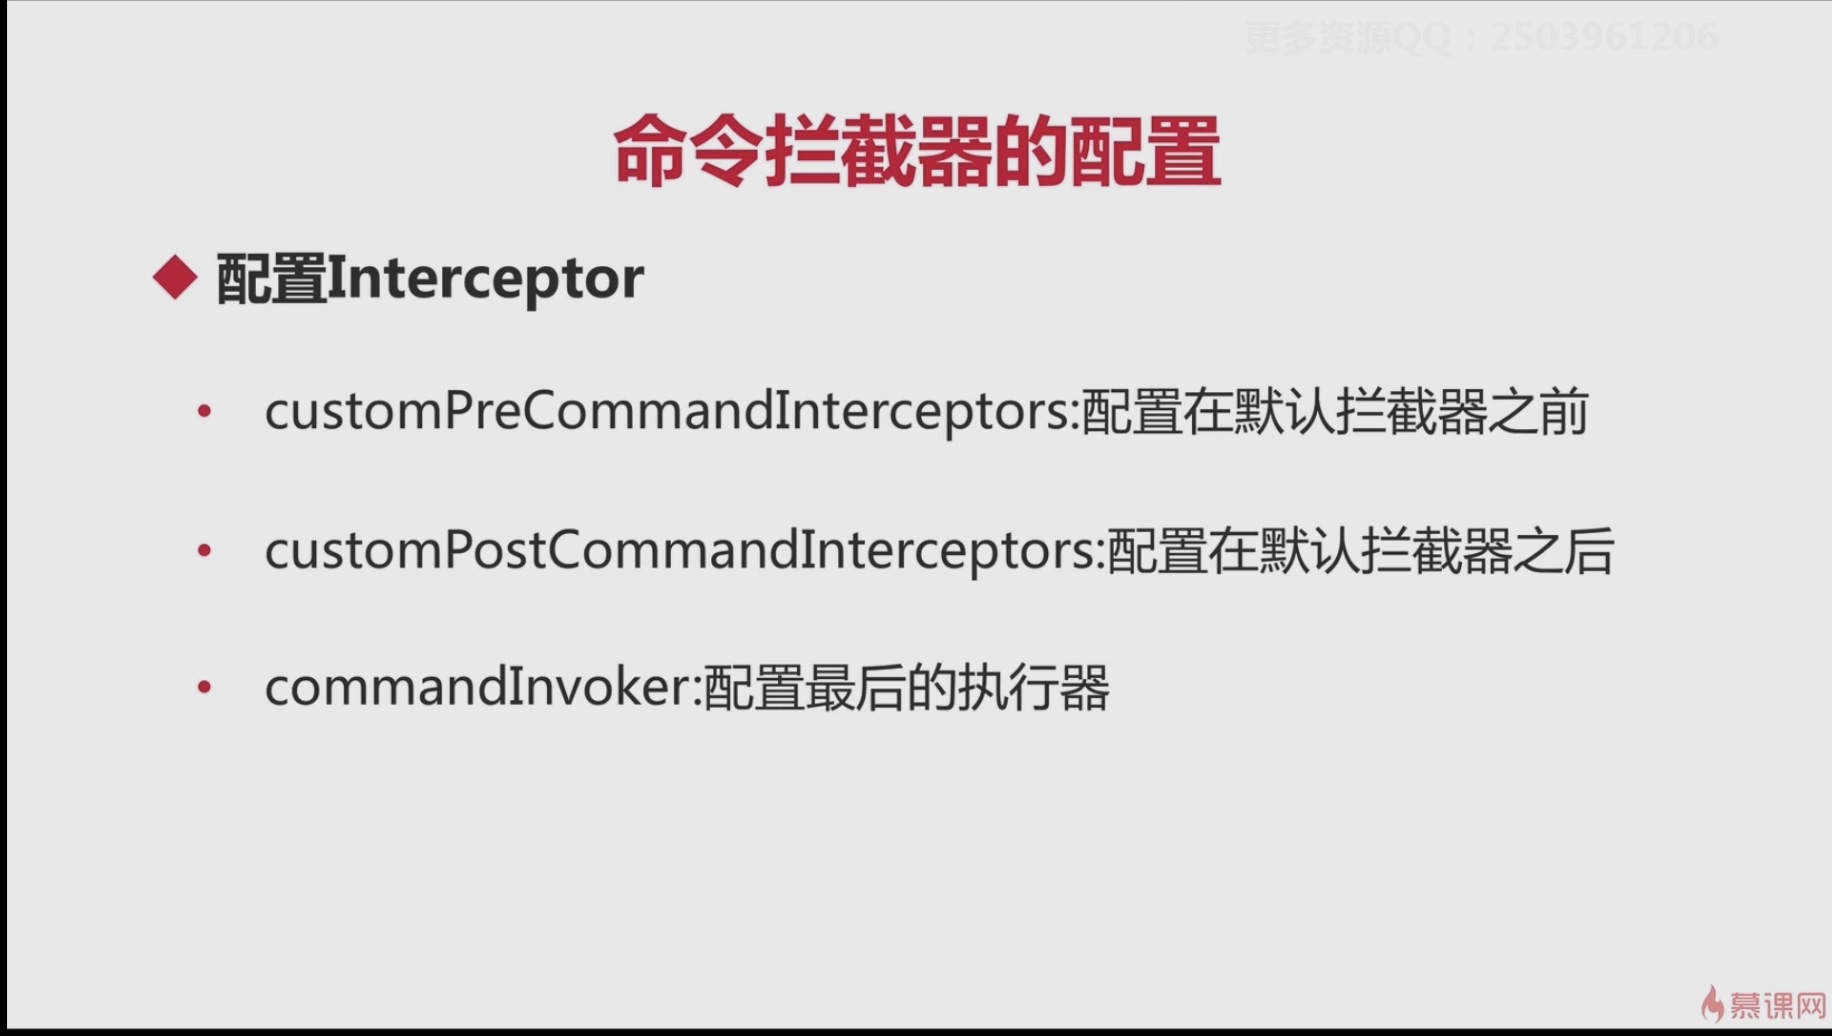 更多资源QQ：2503961206
命令拦截器的配置
配置Interceptor
customPreCommandInterceptors:配置在默认拦截器之前
customPostCommandInterceptors:配置在默认拦截器之后
commandInvoker:配置最后的执行器
慕课网